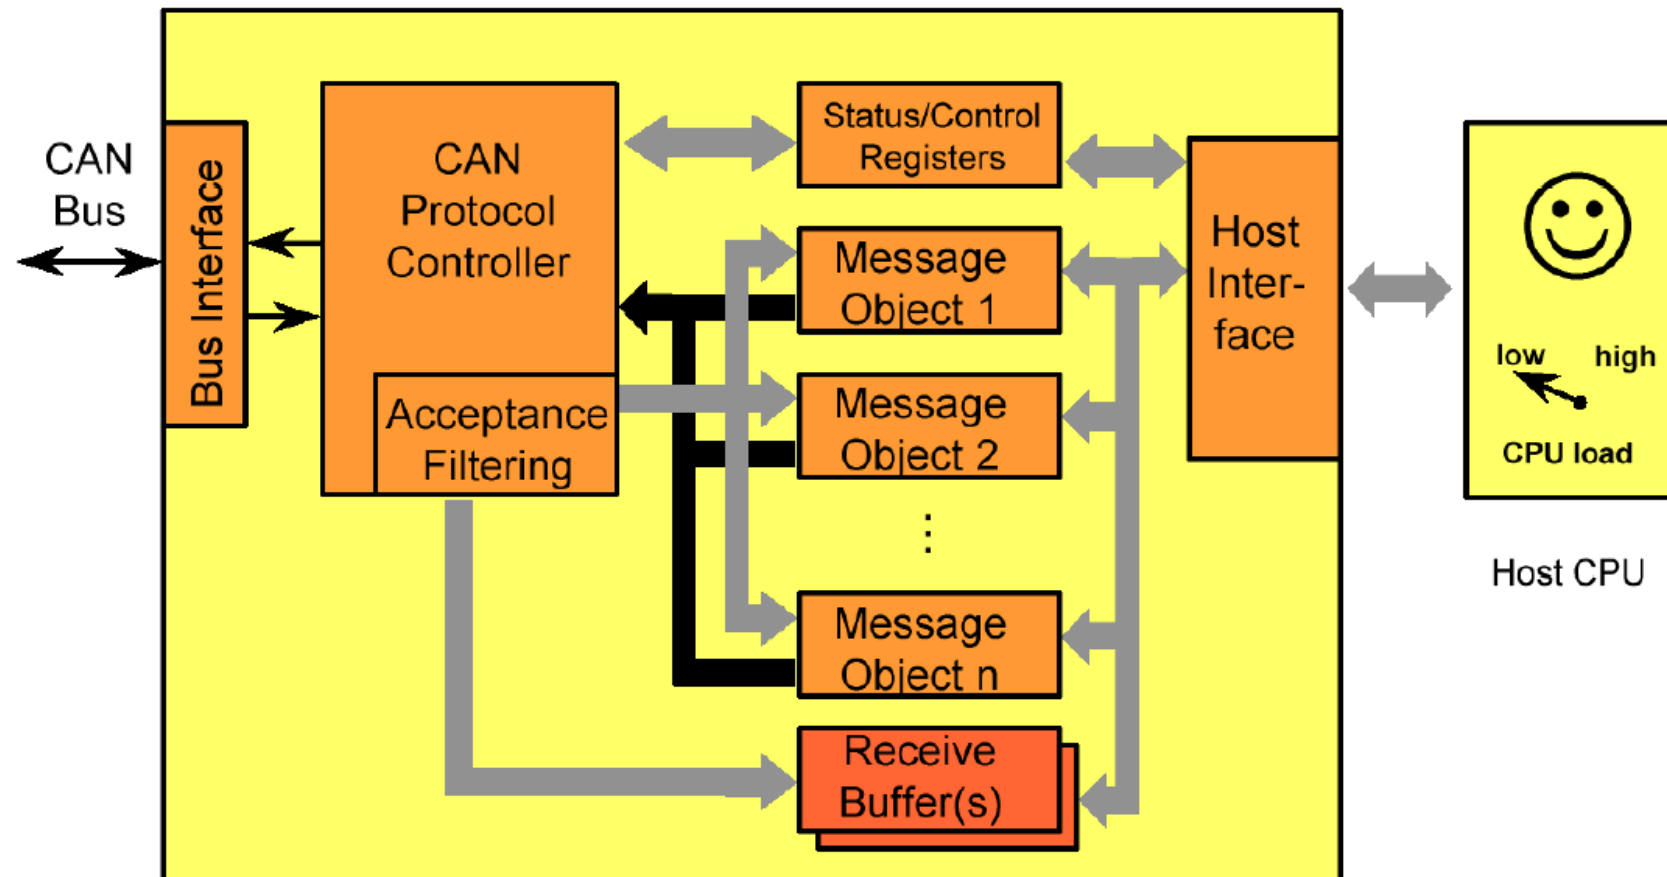 CAN
Bus
Bus Interface
CAN
Protocol
Controller
Acceptance
Filtering
Status/Control
Registers
Message
Object 1
Message
Object 2
⋮
Message
Object n
Receive
Buffer(s)
Host
Inter-
face
low high
CPU load
Host CPU